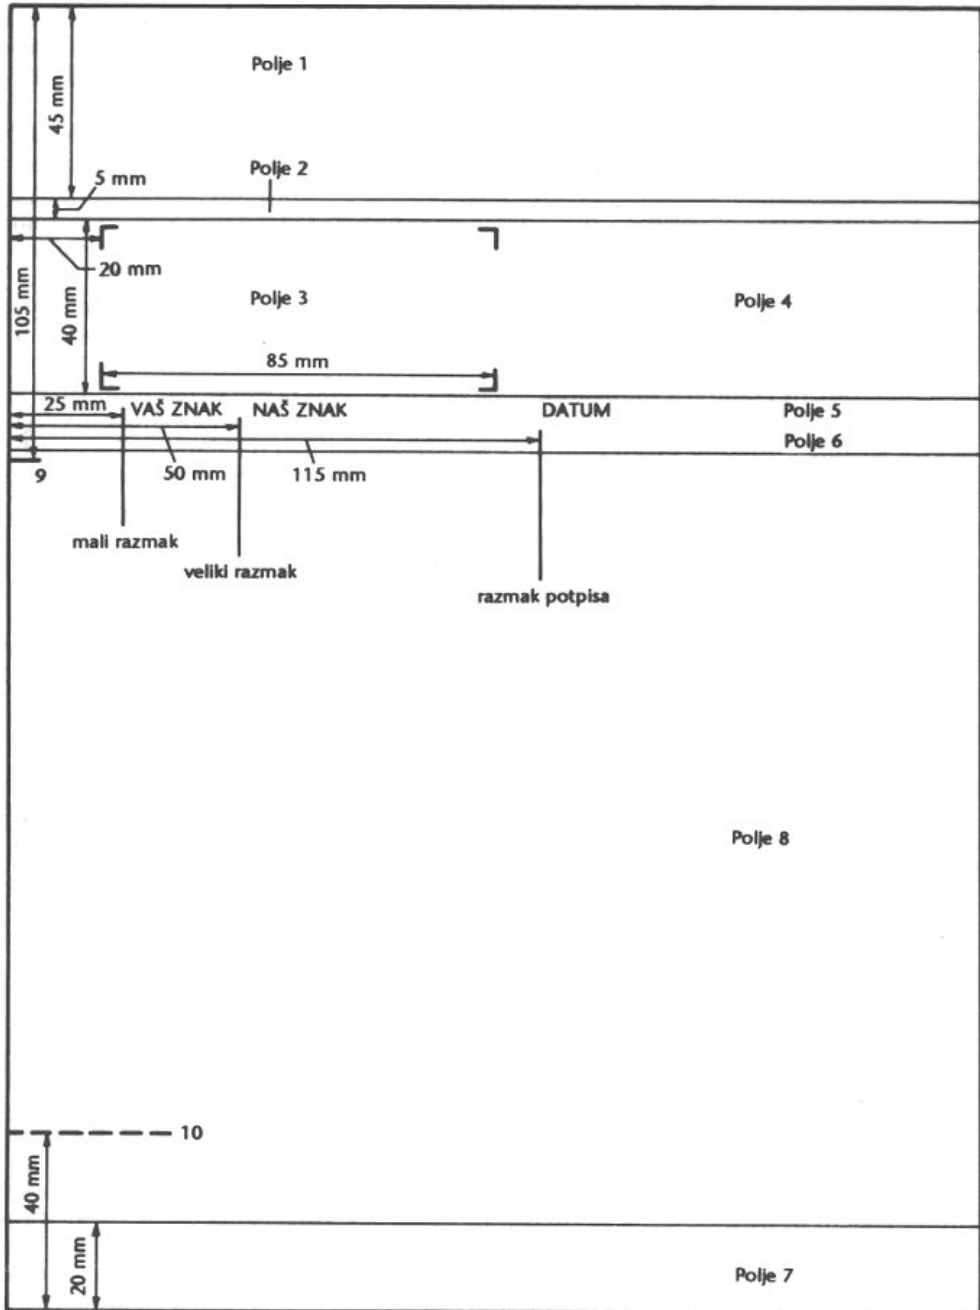 Polje 1
45 mm
Polje 2
5 mm
20 mm
105 mm
40 mm
Polje 3
Polje 4
85 mm
25 mm
VAŠ ZNAK
NAŠ ZNAK
DATUM
Polje 5
Polje 6
9
50 mm
115 mm
mali razmak
veliki razmak
razmak potpisa
Polje 8
10
40 mm
20 mm
Polje 7